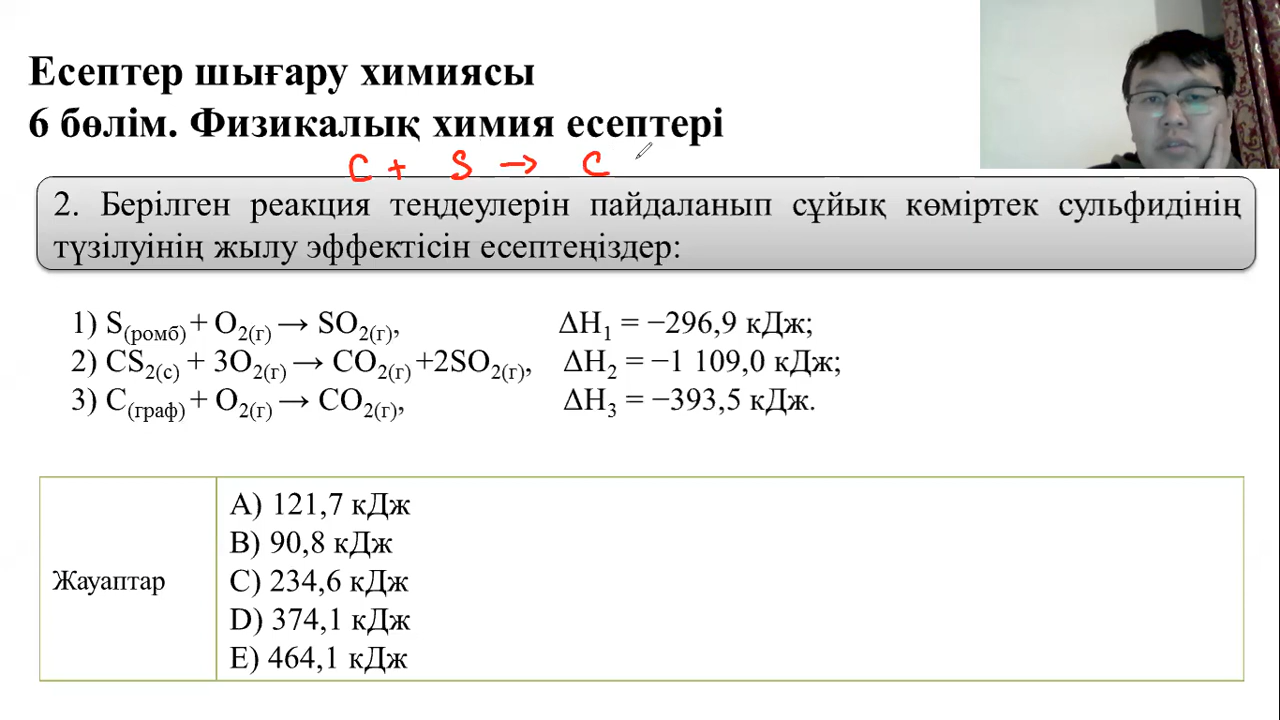 Есептер шығару химиясы
6 бөлім. Физикалық химия есептері
C + S → C
2. Берілген реакция теңдеулерін пайдаланып сұйық көміртек сульфидінің
түзілуінің жылу эффектісін есептеңіздер:
1) S(ромб) + O2(г) → SO2(г), ΔH1 = −296,9 кДж;
2) CS2(с) + 3O2(г) → CO2(г) +2SO2(г), ΔH2 = −1 109,0 кДж;
3) C(граф) + O2(г) → CO2(г), ΔH3 = −393,5 кДж.
Жауаптар
A) 121,7 кДж
B) 90,8 кДж
C) 234,6 кДж
D) 374,1 кДж
E) 464,1 кДж